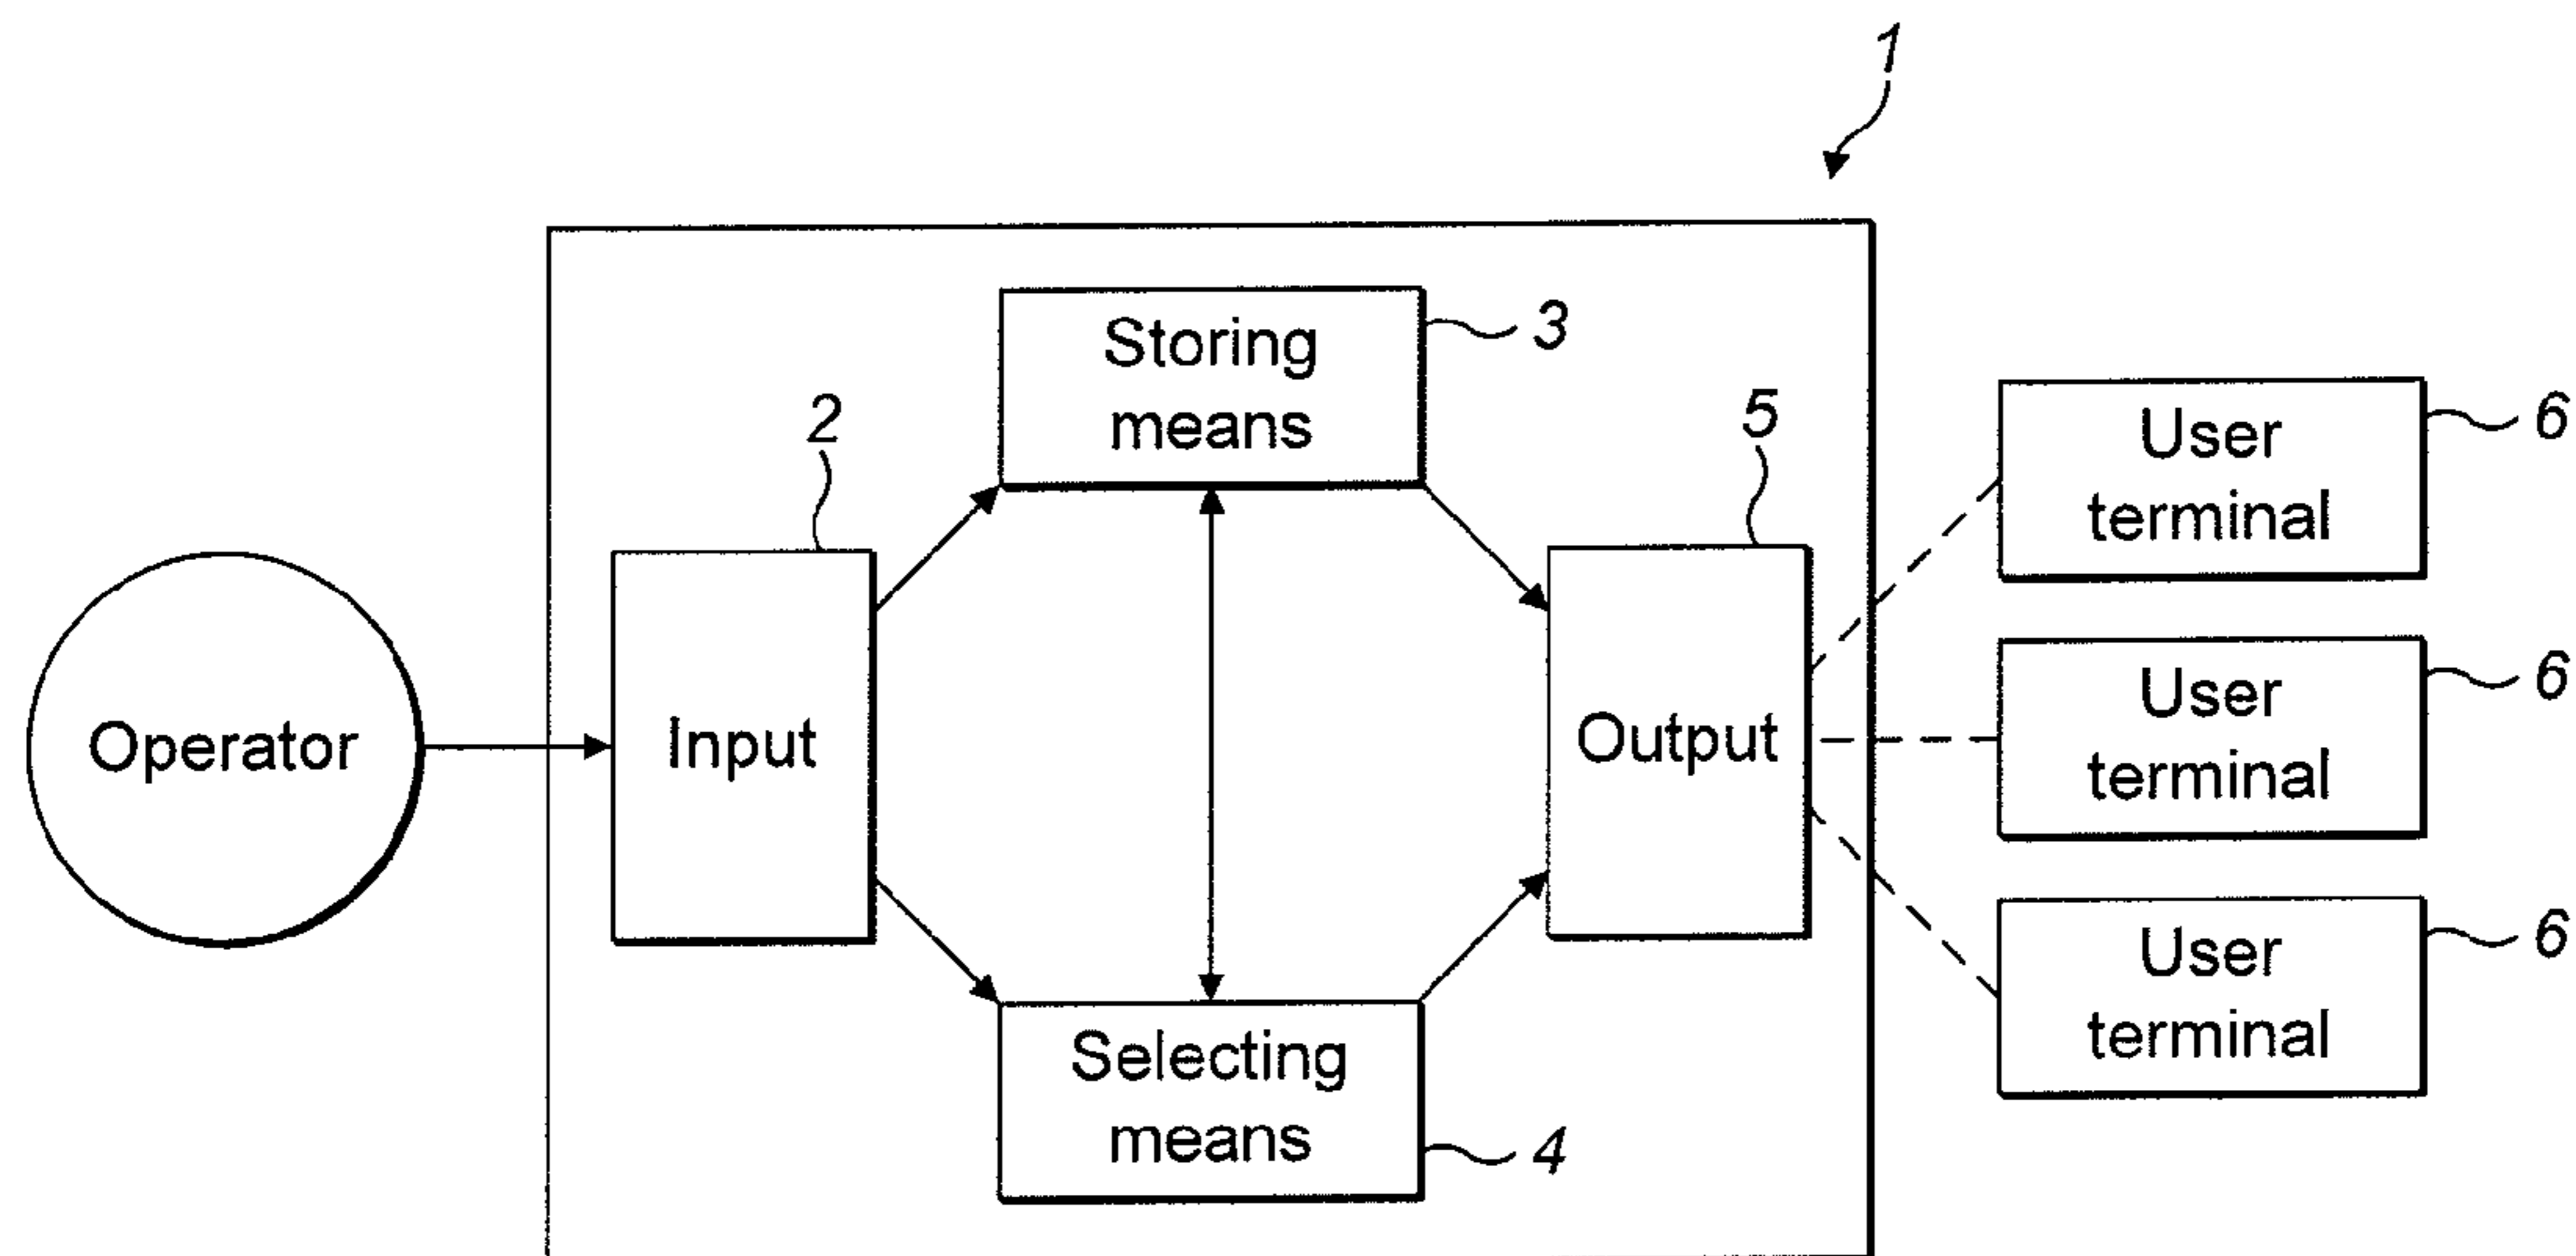 1
Storing
means
3
2
5
User
terminal
6
Operator
Input
Output
User
terminal
6
Selecting
means
4
User
terminal
6